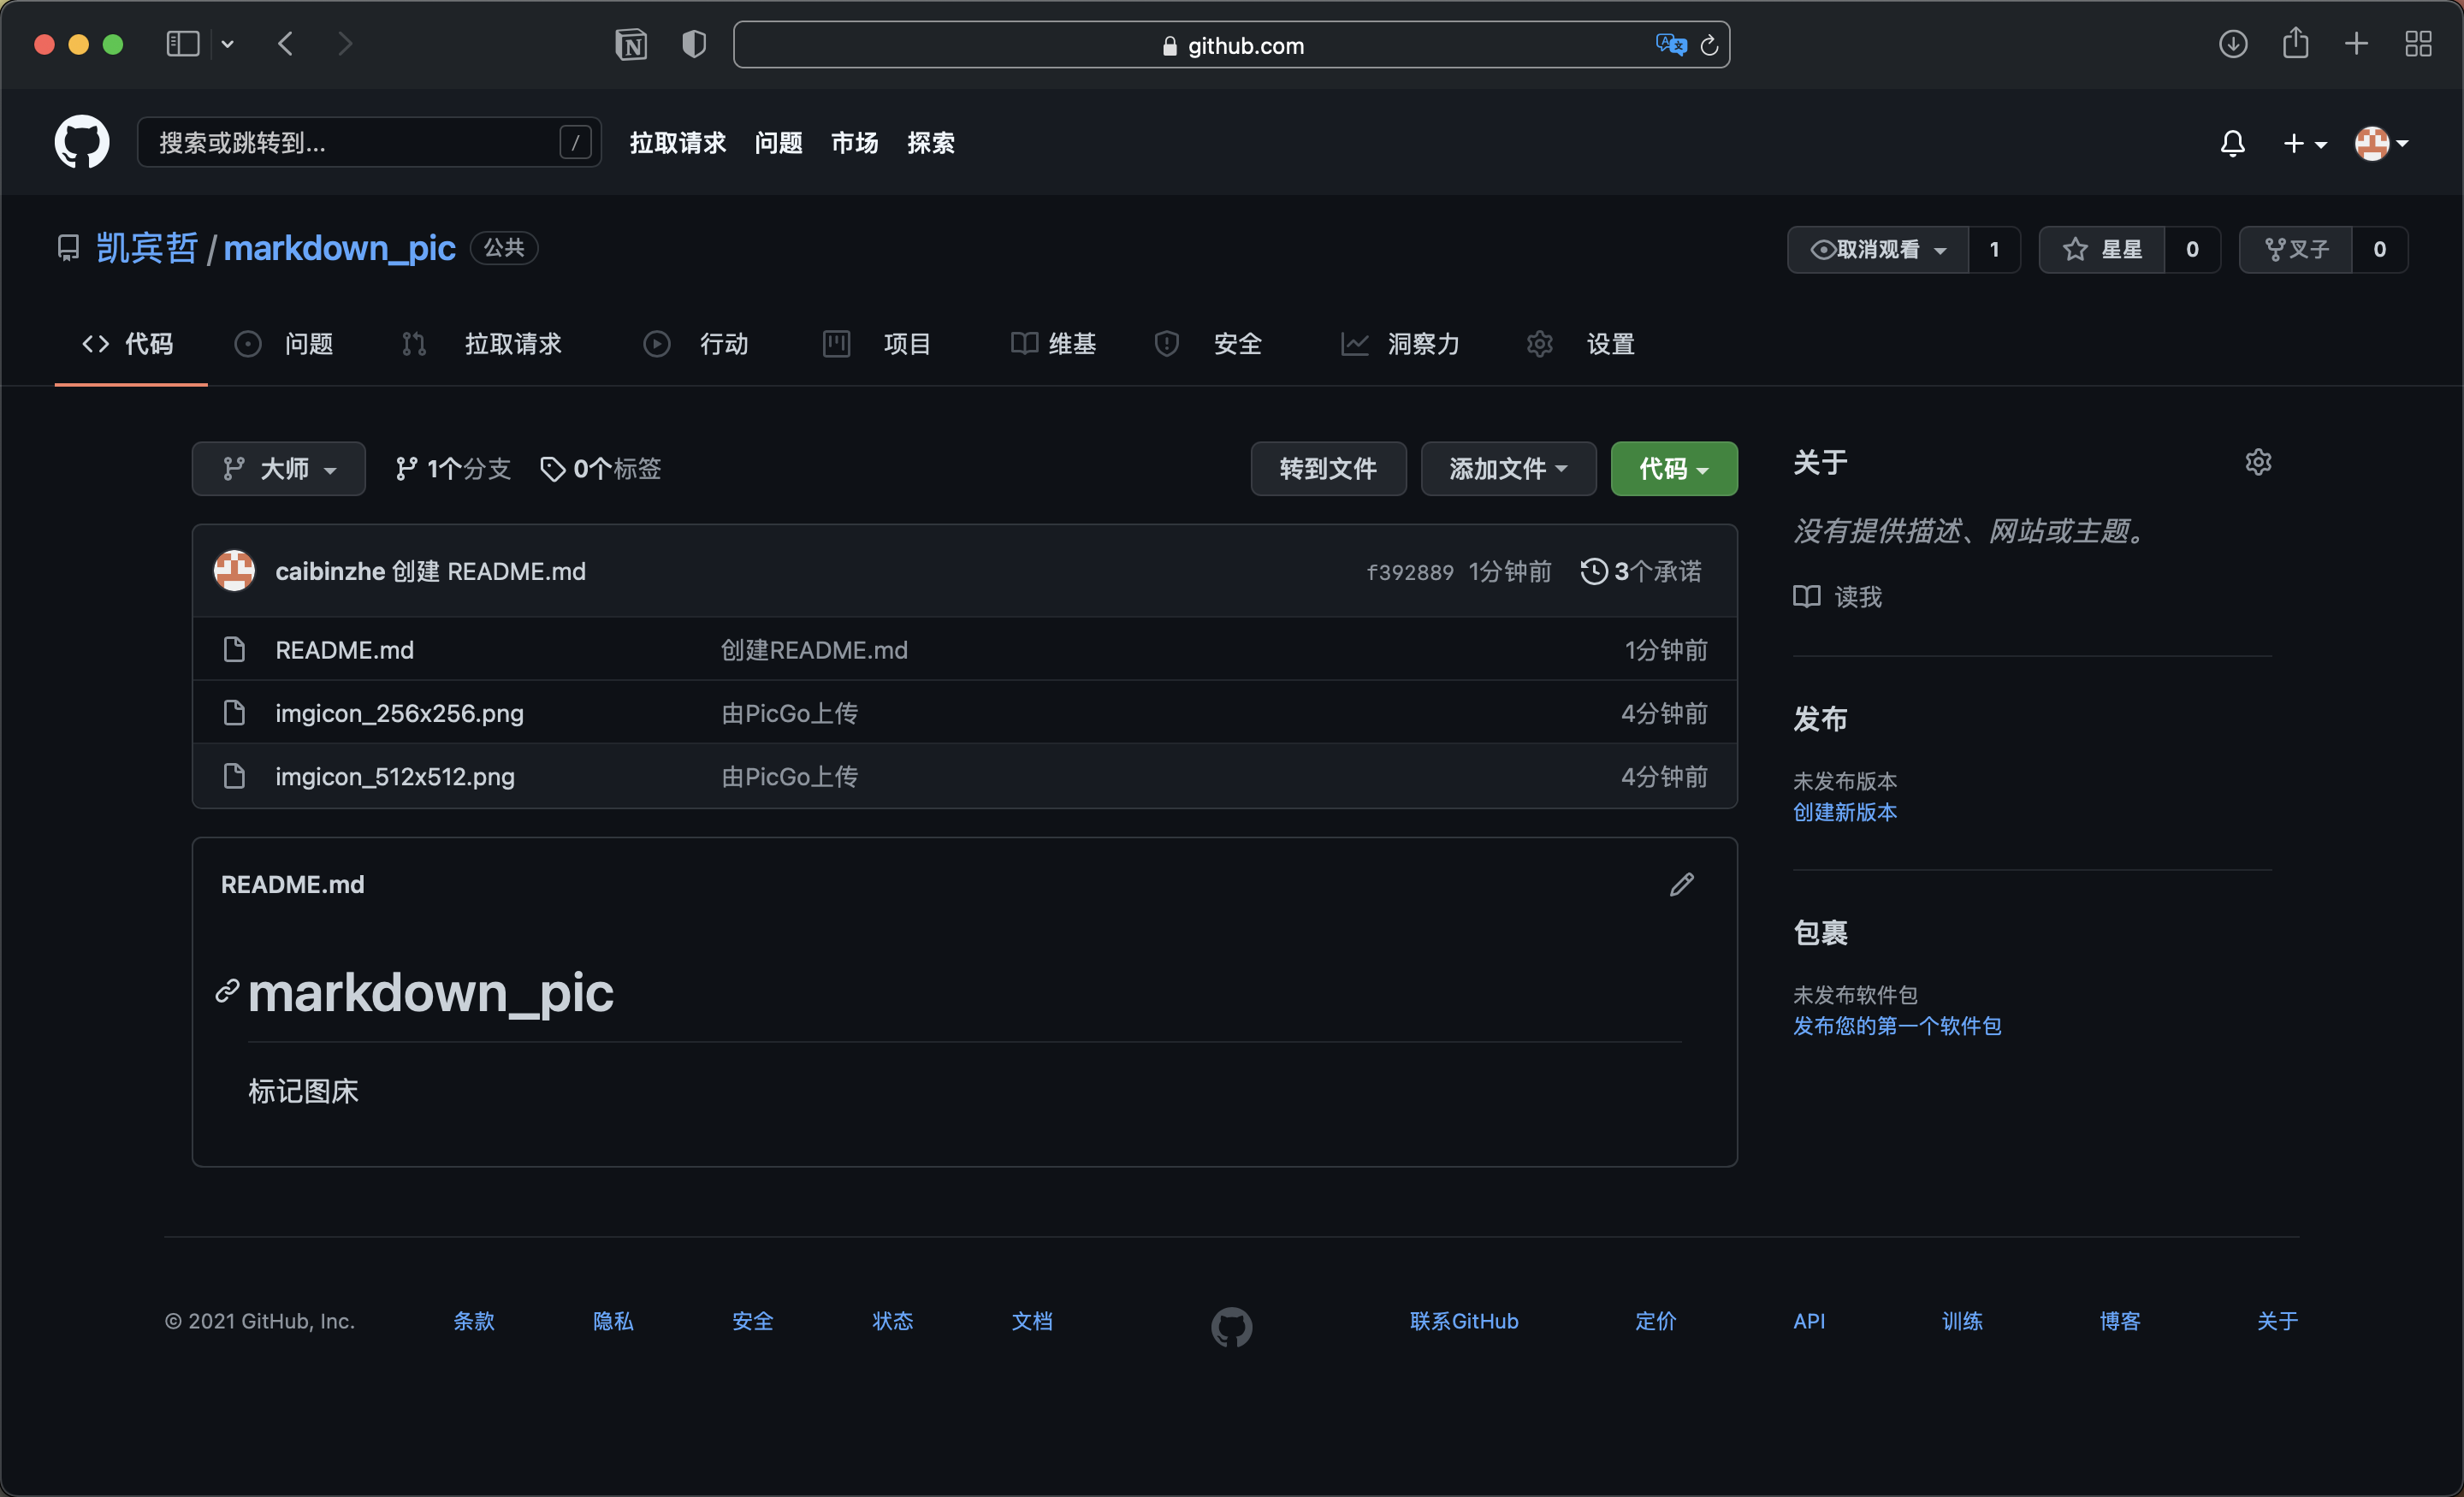 github.com
搜索或跳转到... / 拉取请求 问题 市场 探索
凯宾哲 / markdown_pic 公共 取消观看 1 星星 0 叉子 0
代码 问题 拉取请求 行动 项目 维基 安全 洞察力 设置
大师 1个分支 0个标签 转到文件 添加文件 代码
caibinzhe 创建 README.md f392889 1分钟前 3个承诺
README.md 创建README.md 1分钟前
imgicon_256x256.png 由PicGo上传 4分钟前
imgicon_512x512.png 由PicGo上传 4分钟前
README.md
markdown_pic
标记图床
关于
没有提供描述、网站或主题。
读我
发布
未发布版本
创建新版本
包裹
未发布软件包
发布您的第一个软件包
© 2021 GitHub, Inc. 条款 隐私 安全 状态 文档 联系GitHub 定价 API 训练 博客 关于